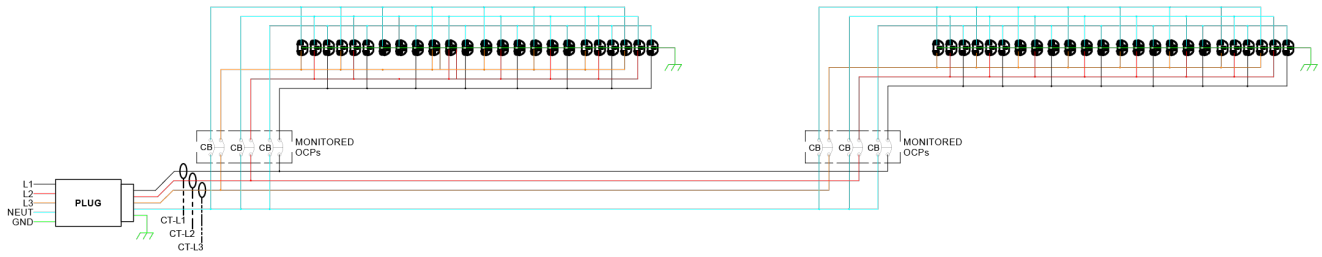 CB CB CB MONITORED
OCPs
CB CB CB MONITORED
OCPs
L1
L2
L3
NEUT
GND
PLUG
CT-L1
CT-L2
CT-L3